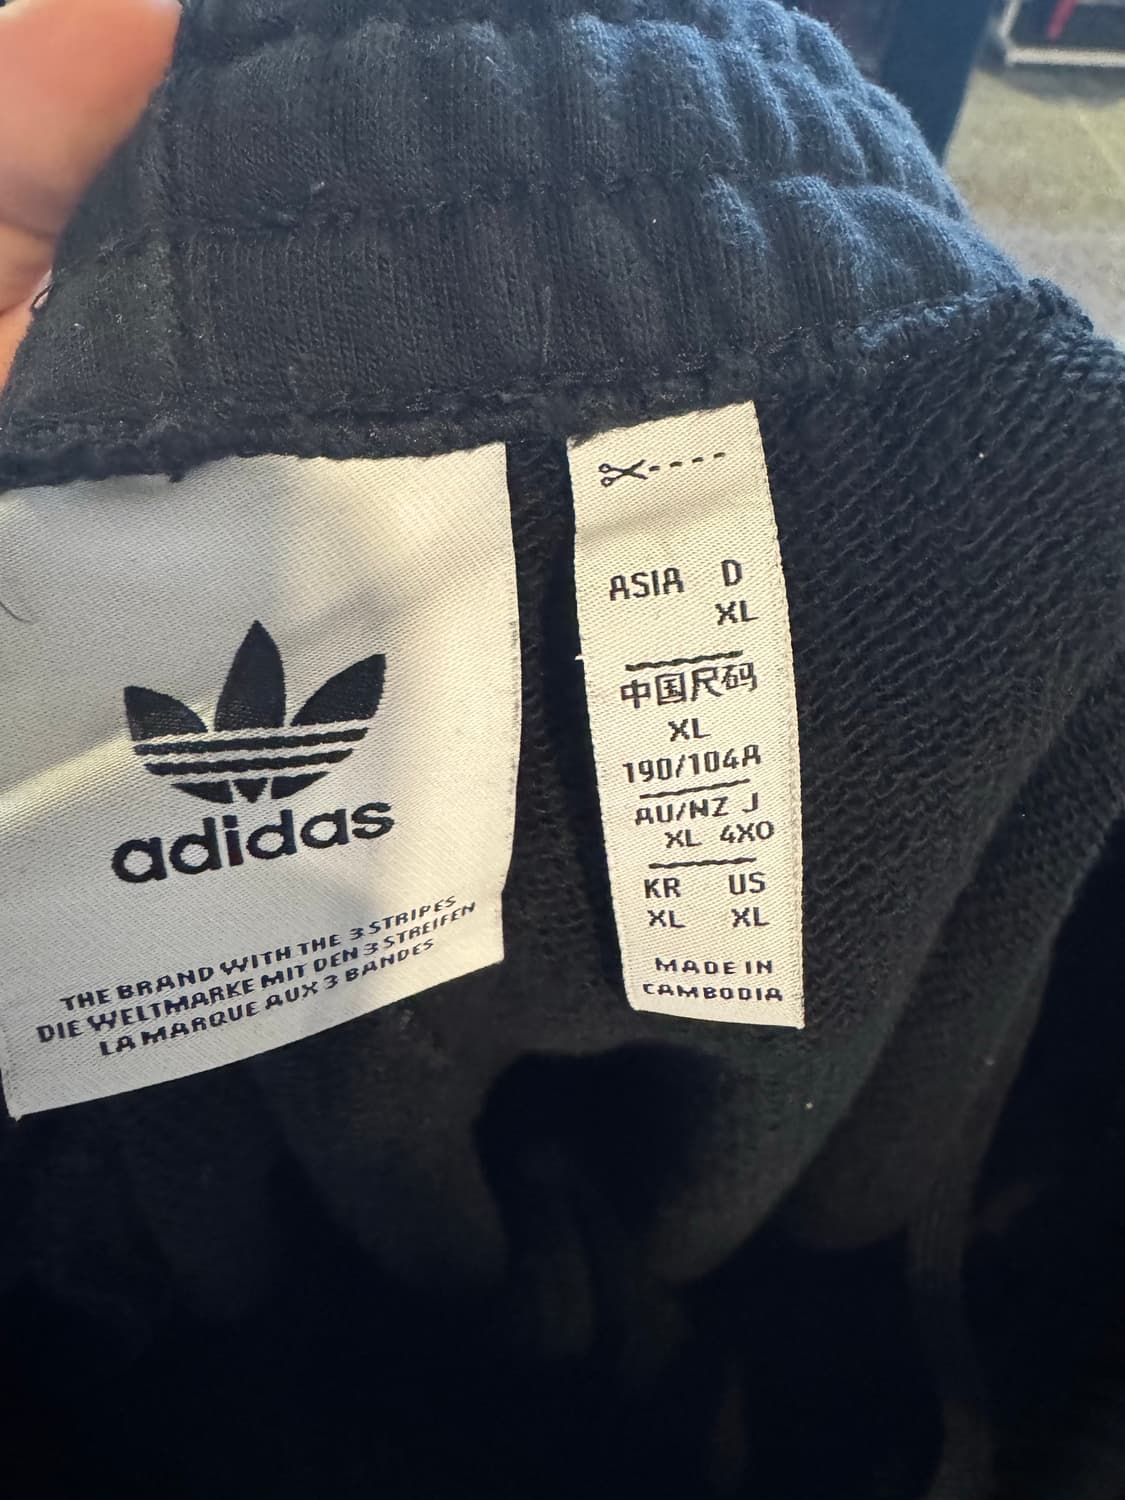 adidas
THE BRAND WITH THE 3 STRIPES
DIE WELTMARKE MIT DEN 3 STREIFEN
LA MARQUE AUX 3 BANDES
ASIA D
XL
中国尺码
XL
190/104A
AU/NZ J
XL 4XO
KR US
XL XL
MADE IN
CAMBODIA